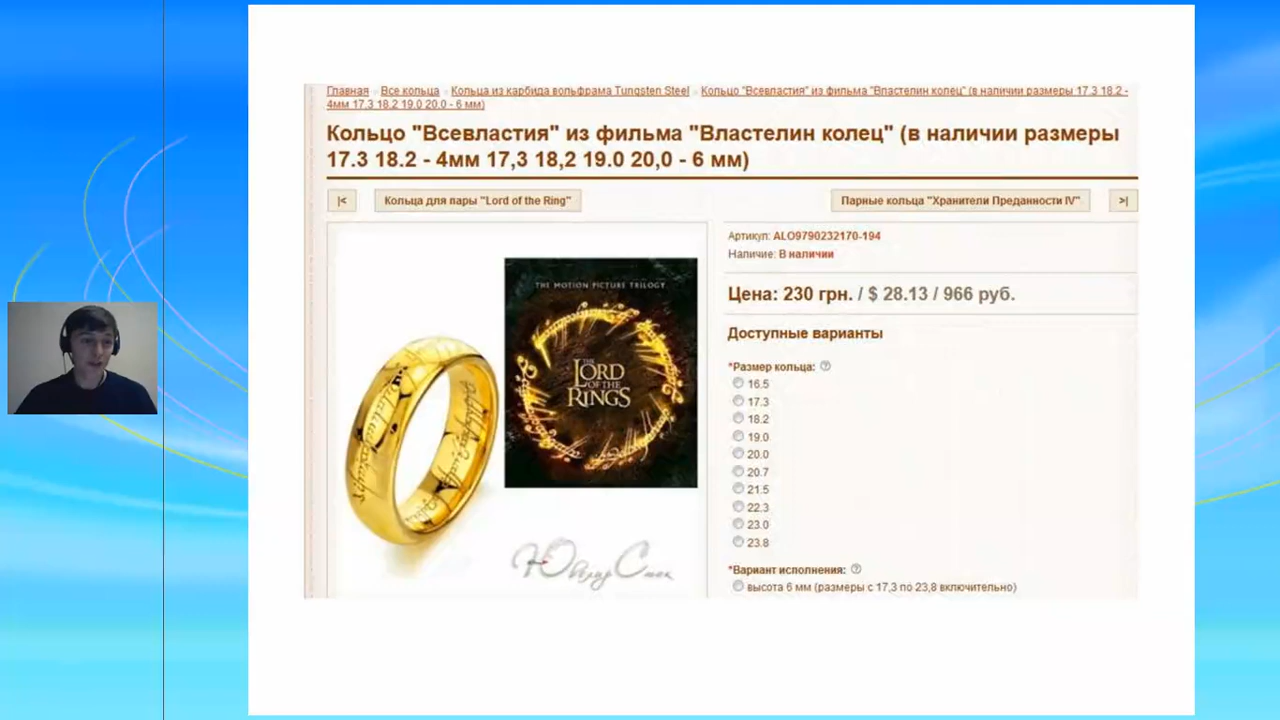 Главная » Все кольца » Кольца из карбида вольфрама Tungsten Steel » Кольцо "Всевластия" из фильма "Властелин колец" (в наличии размеры 17.3 18.2 -
4мм 17,3 18,2 19.0 20,0 - 6 мм)
Кольцо "Всевластия" из фильма "Властелин колец" (в наличии размеры
17.3 18.2 - 4мм 17,3 18,2 19.0 20,0 - 6 мм)
|<
Кольца для пары "Lord of the Ring"
Парные кольца "Хранители Преданности IV"
>|
Артикул: ALO9790232170-194
Наличие: В наличии
Цена: 230 грн. / $ 28.13 / 966 руб.
Доступные варианты
*Размер кольца: ?
16.5
17.3
18.2
19.0
20.0
20.7
21.5
22.3
23.0
23.8
*Вариант исполнения: ?
высота 6 мм (размеры с 17,3 по 23,8 включительно)
THE MOTION PICTURE TRILOGY
THE
LORD
OF THE
RINGS